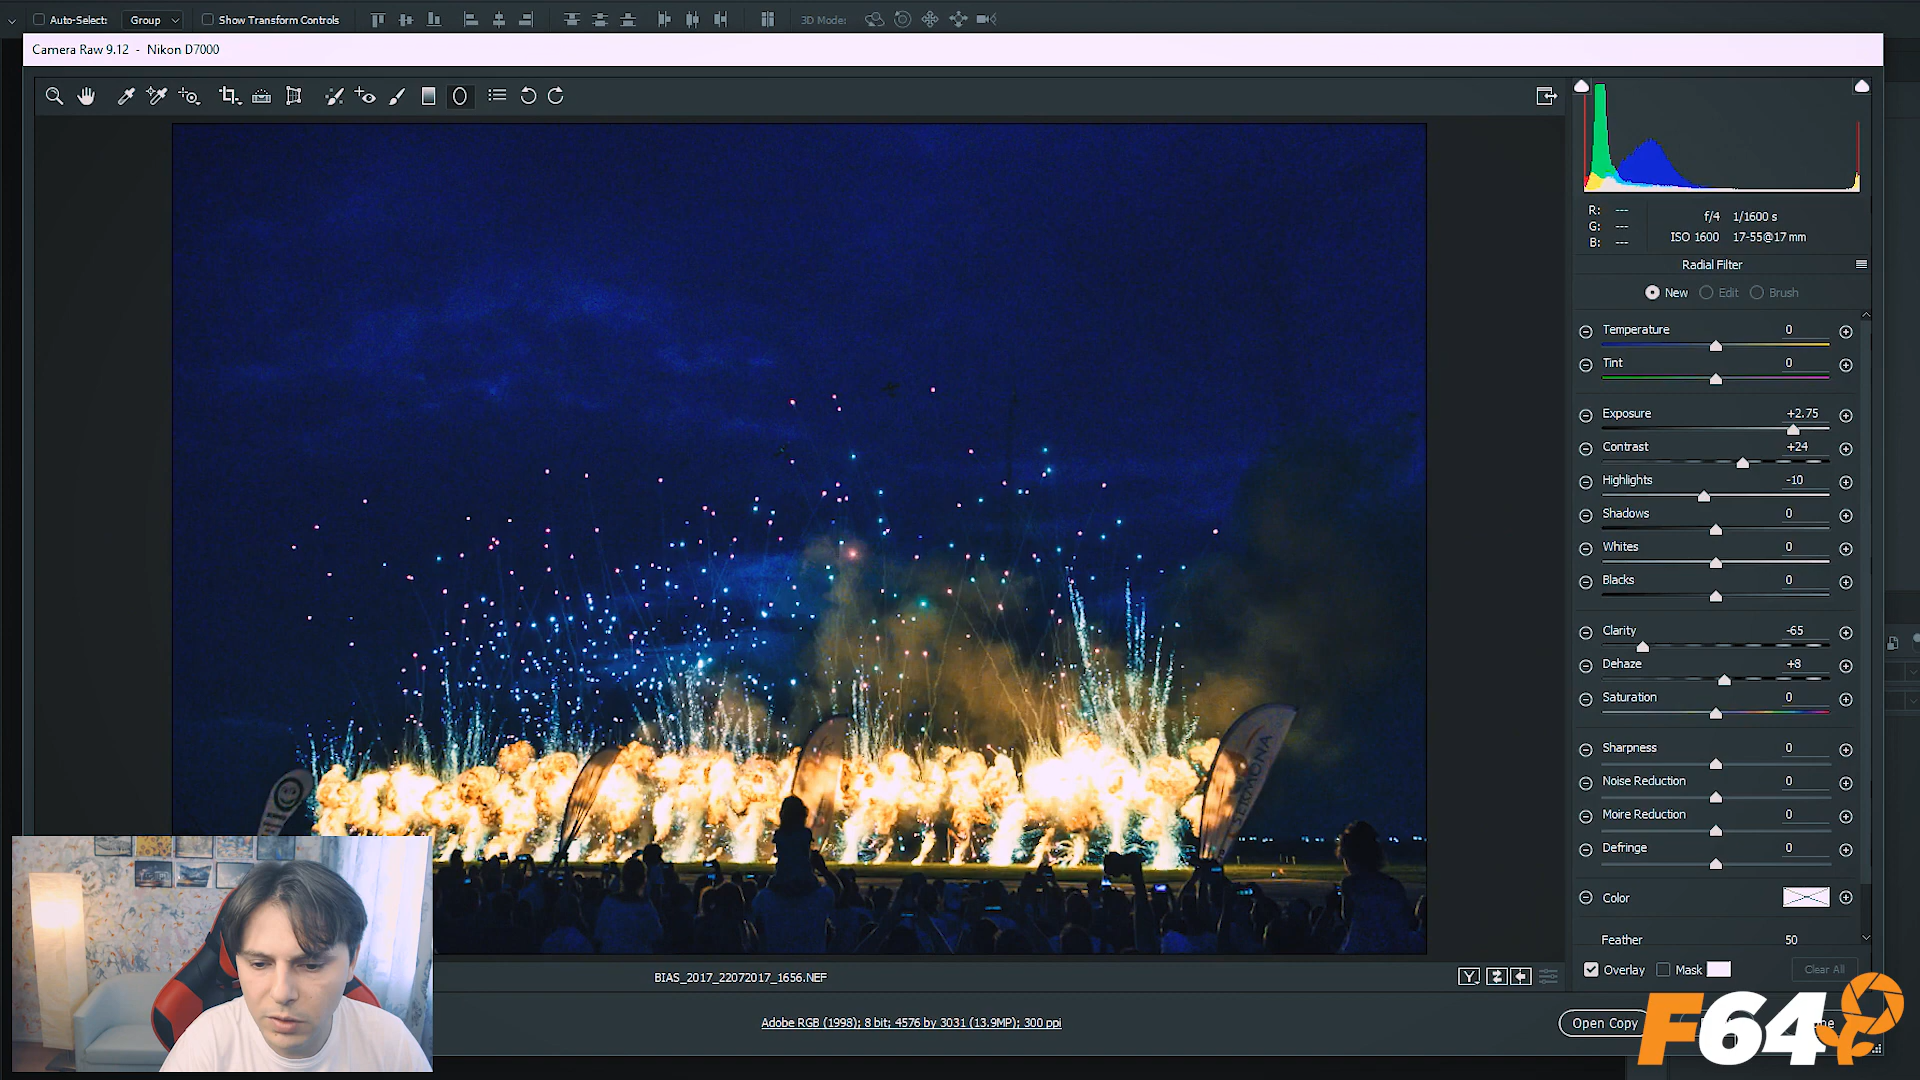 Auto-Select: Group Show Transform Controls 3D Mode:
Camera Raw 9.12 - Nikon D7000
R: ---
G: ---
B: ---
f/4 1/1600 s
ISO 1600 17-55@17 mm
Radial Filter
New Edit Brush
Temperature 0
Tint 0
Exposure +2.75
Contrast +24
Highlights -10
Shadows 0
Whites 0
Blacks 0
Clarity -65
Dehaze +8
Saturation 0
Sharpness 0
Noise Reduction 0
Moire Reduction 0
Defringe 0
Color
Feather 50
Overlay Mask Clear All
BIAS_2017_22072017_1656.NEF
Y
Adobe RGB (1998); 8 bit; 4576 by 3031 (13.9MP); 300 ppi
Open Copy
F64